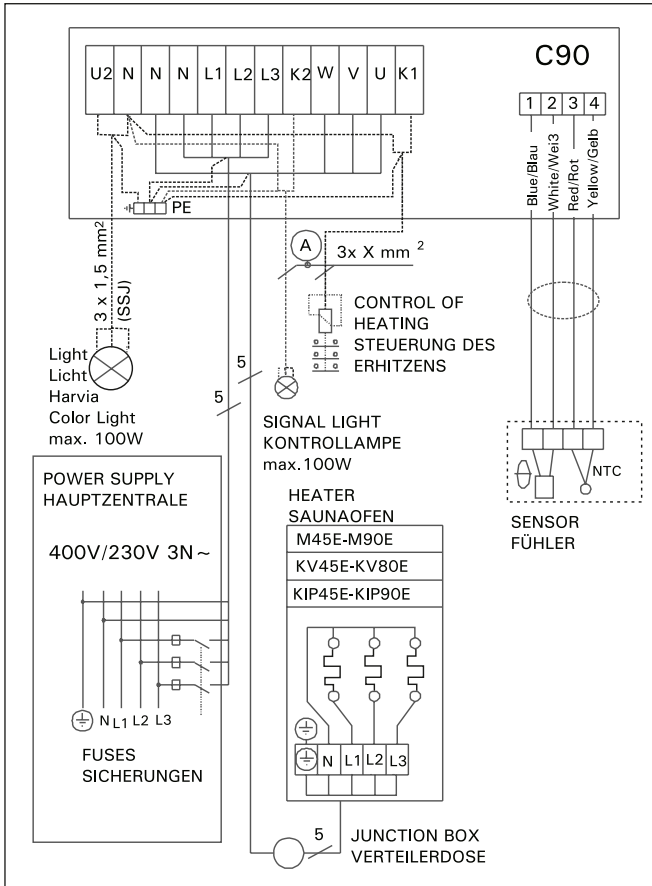 C90
U2 N N N L1 L2 L3 K2 W V U K1
1 2 3 4
Blue/Blau
White/Wei3
Red/Rot
Yellow/Gelb
PE
3 x 1,5 mm²
(SSJ)
A
3x X mm ²
CONTROL OF
HEATING
STEUERUNG DES
ERHITZENS
Light
Licht
Harvia
Color Light
max. 100W
5
5
SIGNAL LIGHT
KONTROLLAMPE
max.100W
NTC
SENSOR
FÜHLER
POWER SUPPLY
HAUPTZENTRALE
400V/230V 3N~
N L1 L2 L3
FUSES
SICHERUNGEN
HEATER
SAUNAOFEN
M45E-M90E
KV45E-KV80E
KIP45E-KIP90E
N L1 L2 L3
5
JUNCTION BOX
VERTEILERDOSE